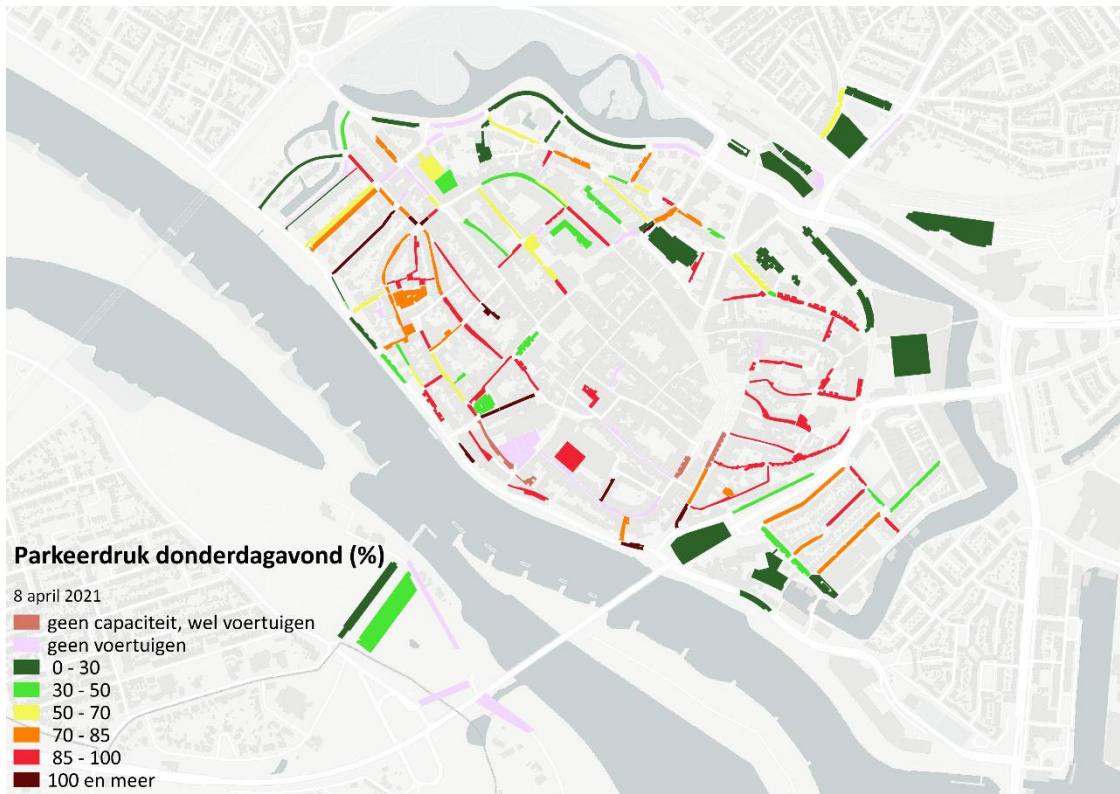 Parkeerdruk donderdagavond (%)
8 april 2021
geen capaciteit, wel voertuigen
geen voertuigen
0 - 30
30 - 50
50 - 70
70 - 85
85 - 100
100 en meer